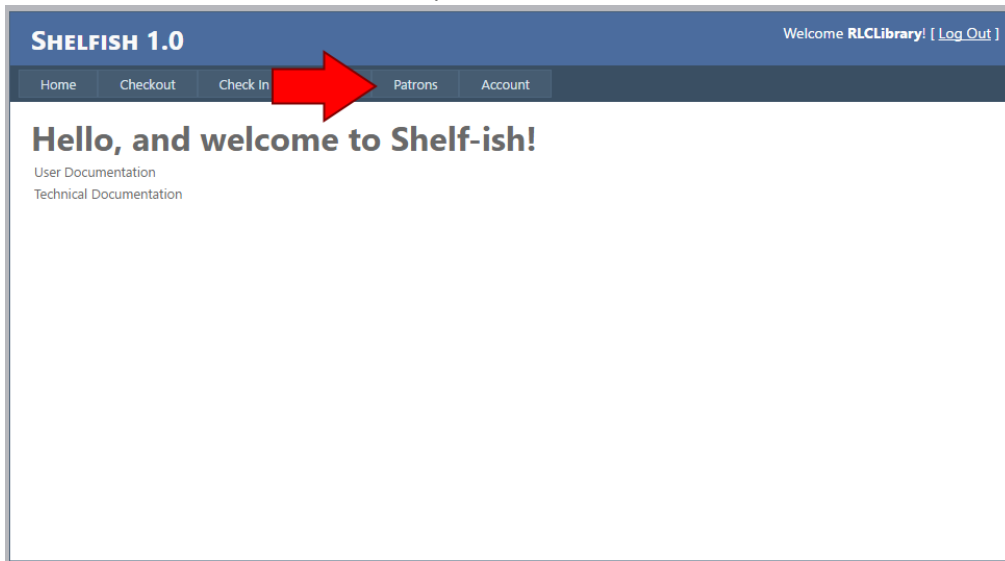 SHELFISH 1.0
Welcome RLCLibrary! [ Log Out ]
Home Checkout Check In Patrons Account
Hello, and welcome to Shelf-ish!
User Documentation
Technical Documentation